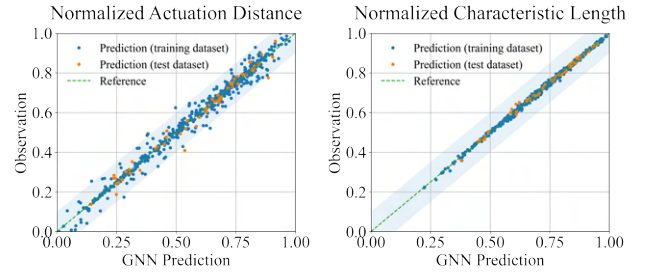 Normalized Actuation Distance
1.0
0.8
0.6
0.4
0.2
0.0
Observation
Prediction (training dataset)
Prediction (test dataset)
Reference
0.00 0.25 0.50 0.75 1.00
GNN Prediction
Normalized Characteristic Length
1.0
0.8
0.6
0.4
0.2
0.0
Observation
Prediction (training dataset)
Prediction (test dataset)
Reference
0.00 0.25 0.50 0.75 1.00
GNN Prediction